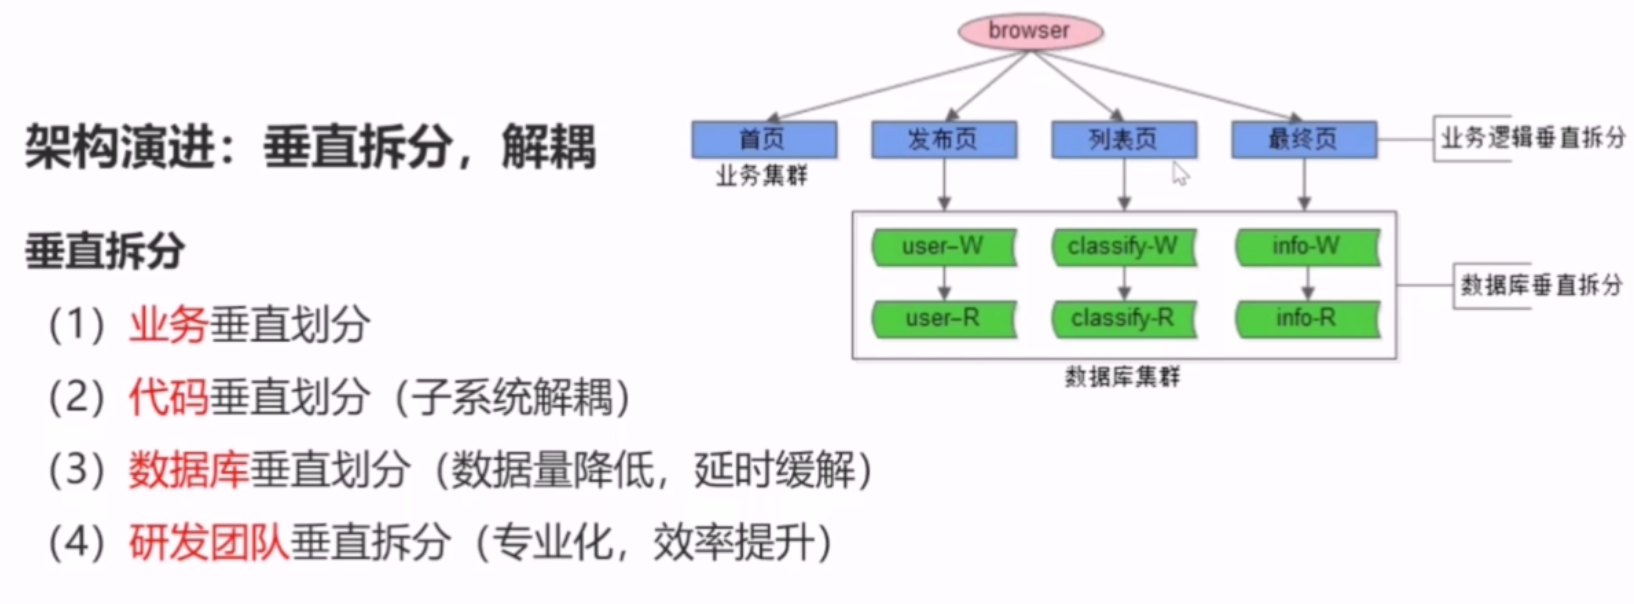 架构演进：垂直拆分，解耦
垂直拆分
（1）业务垂直划分
（2）代码垂直划分（子系统解耦）
（3）数据库垂直划分（数据量降低，延时缓解）
（4）研发团队垂直拆分（专业化，效率提升）
browser
首页
发布页
列表页
最终页
业务逻辑垂直拆分
业务集群
user–W
classify-W
info-W
数据库垂直拆分
user–R
classify-R
info-R
数据库集群